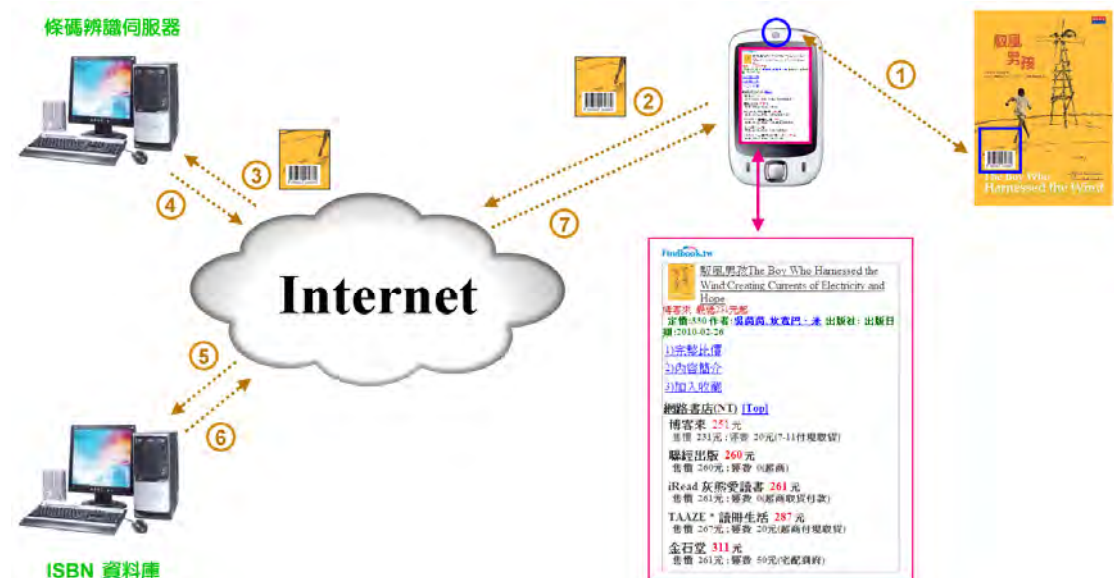 條碼辨識伺服器
①
②
③
④
⑦
Internet
⑤
⑥
ISBN 資料庫
馭風
男孩
The Boy Who
Harnessed the Wind
Findbook.tw
馭風男孩The Boy Who Harnessed the
Wind:Creating Currents of Electricity and
Hope
博客來 元起
定價:350 作者: 出版社: 出版日
期:2010-02-26
1)完整比價
2)內容簡介
3)加入收藏
網路書店(NT) [Top]
博客來 251元
售價 231元 ; 運費 20元(7-11付現取貨)
聯經出版 260元
售價 260元 ; 運費 0(超商)
iRead 灰熊愛讀書 261元
售價 261元 ; 運費 0(超商取貨付款)
TAAZE * 讀冊生活 287元
售價 267元 ; 運費 20元(超商付現取貨)
金石堂 311元
售價 261元 ; 運費 50元(宅配到府)